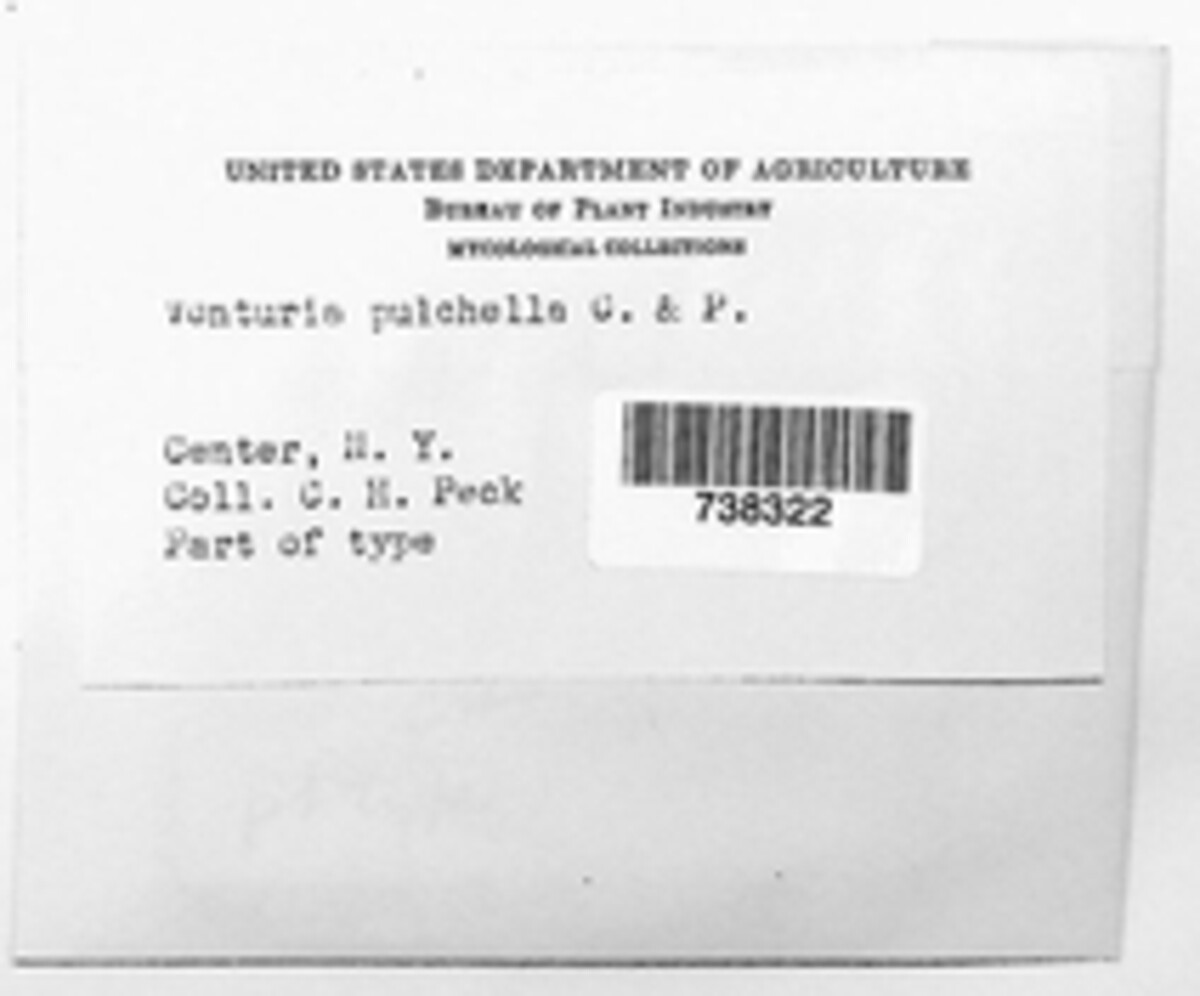 UNITED STATES DEPARTMENT OF AGRICULTURE
BUREAU OF PLANT INDUSTRY
MYCOLOGICAL COLLECTIONS
Venturia pulchella C. & P.
Center, N. Y.
Coll. C. H. Peck
Part of type
738322